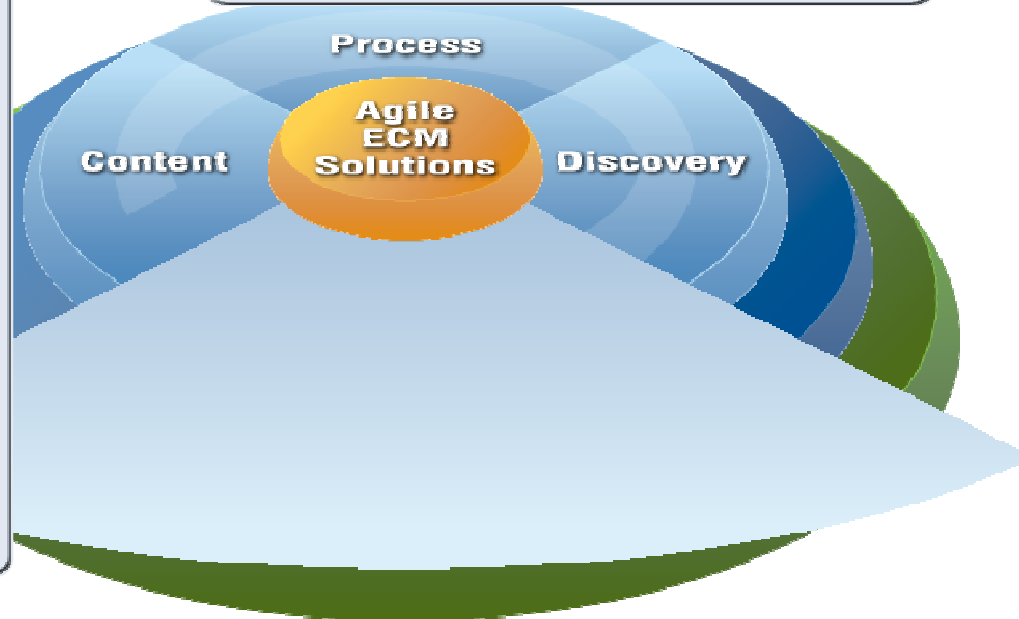 Process
Agile
ECM
Solutions
Content
Discovery